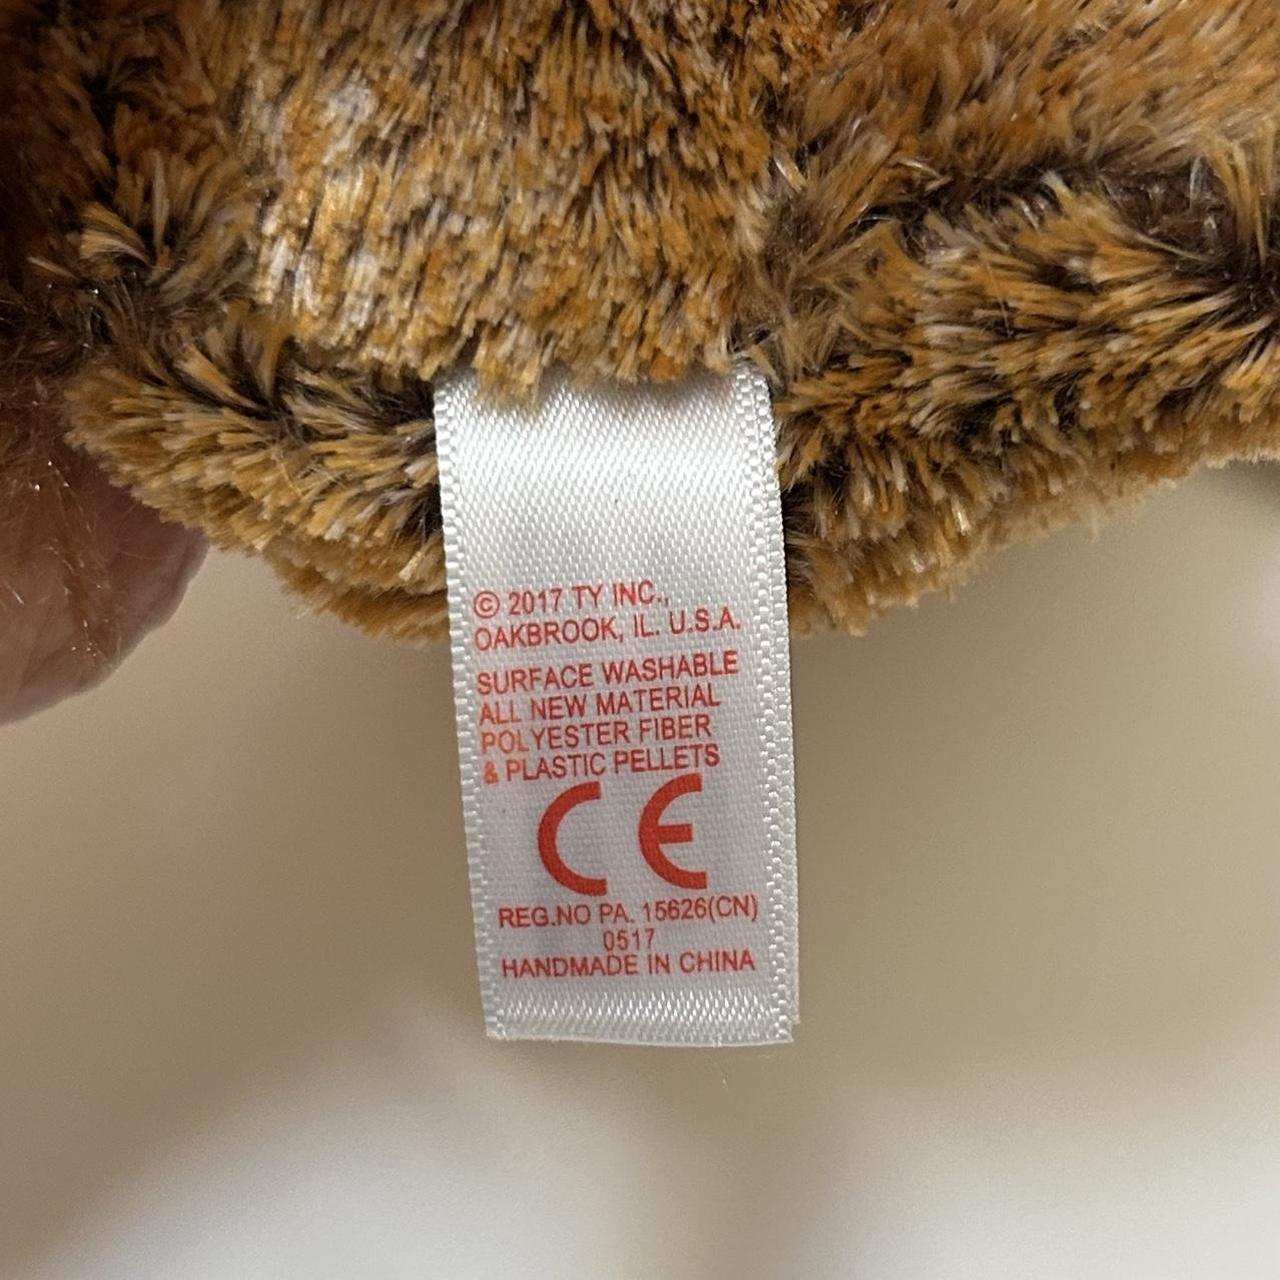 © 2017 TY INC.,
OAKBROOK, IL. U.S.A.
SURFACE WASHABLE
ALL NEW MATERIAL
POLYESTER FIBER
& PLASTIC PELLETS
CE
REG.NO PA. 15626(CN)
0517
HANDMADE IN CHINA